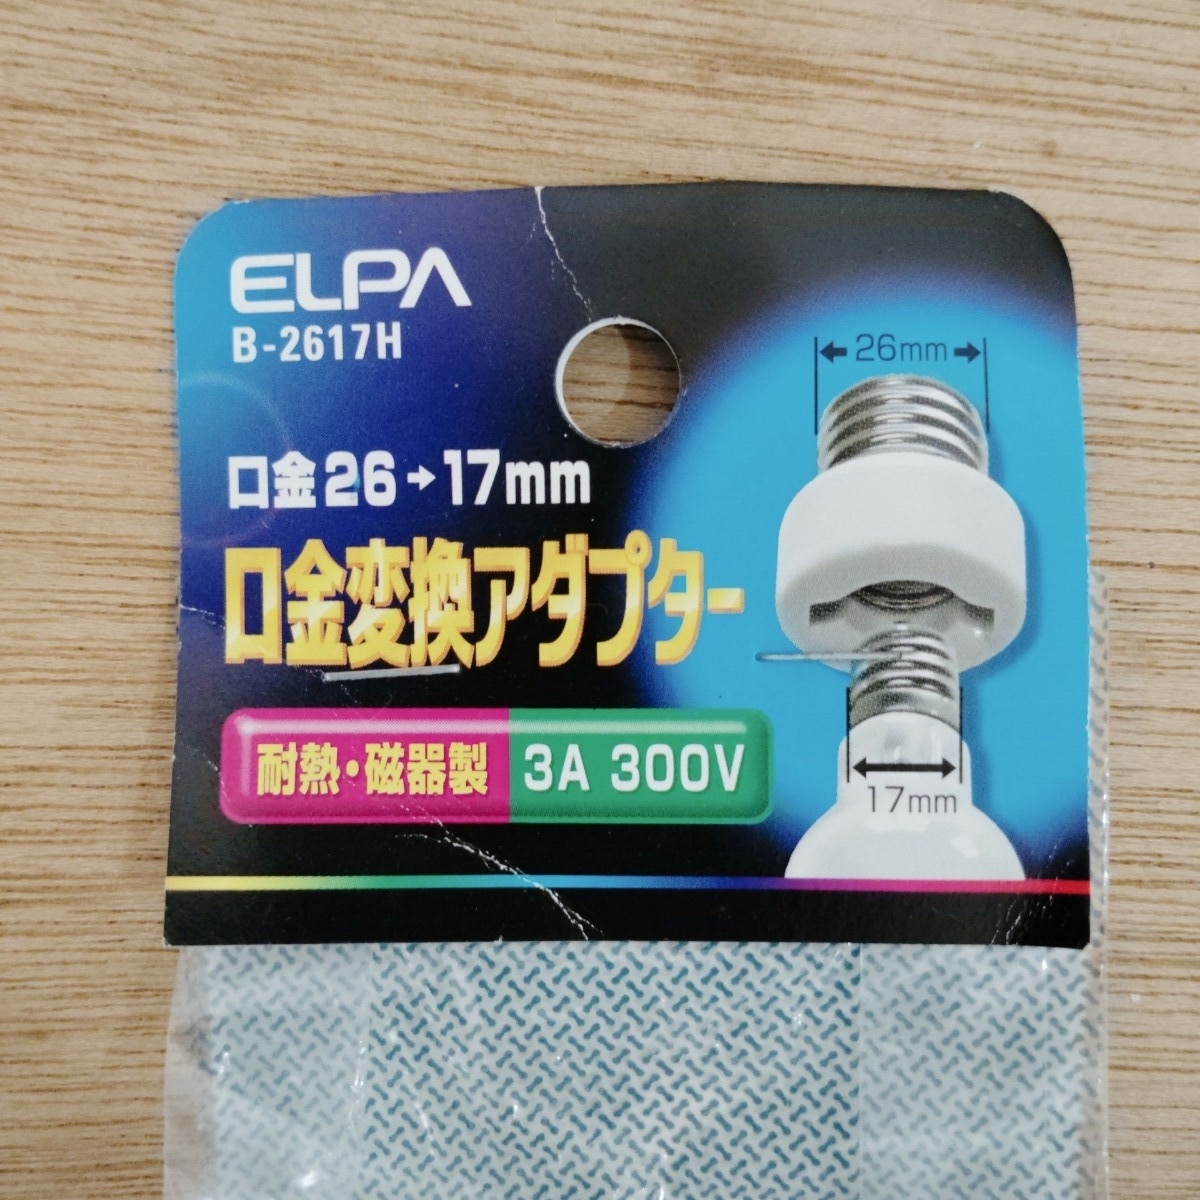 ELPA
B-2617H
26mm
口金26→17mm
口金変換アダプター
耐熱・磁器製 3A 300V
17mm